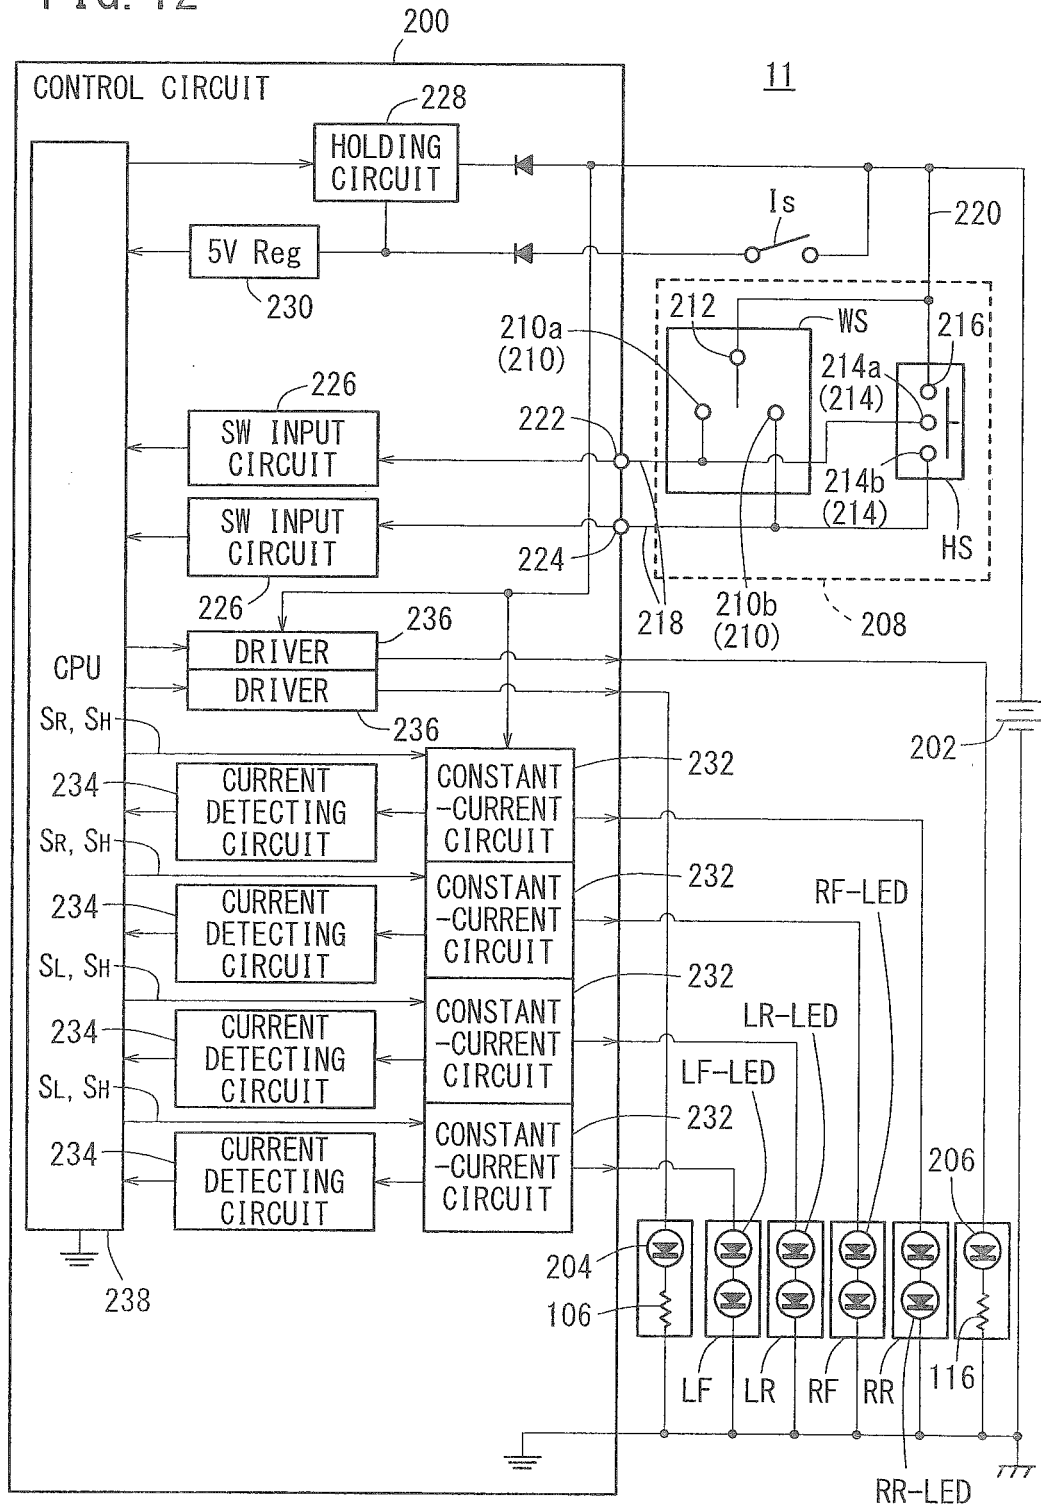 FIG. 12
200
11
CONTROL CIRCUIT
228
HOLDING
CIRCUIT
Is
220
5V Reg
230
212
WS
210a
(210)
216
214a
(214)
226
222
SW INPUT
CIRCUIT
214b
(214)
SW INPUT
CIRCUIT
224
HS
226
218
210b
(210)
208
236
DRIVER
CPU
DRIVER
236
SR, SH
202
232
234
CURRENT
DETECTING
CIRCUIT
CONSTANT
-CURRENT
CIRCUIT
SR, SH
232
RF-LED
234
CURRENT
DETECTING
CIRCUIT
CONSTANT
-CURRENT
CIRCUIT
SL, SH
232
LR-LED
234
CURRENT
DETECTING
CIRCUIT
CONSTANT
-CURRENT
CIRCUIT
LF-LED
SL, SH
232
234
CURRENT
DETECTING
CIRCUIT
CONSTANT
-CURRENT
CIRCUIT
206
204
238
106
116
LF
LR
RF
RR
RR-LED